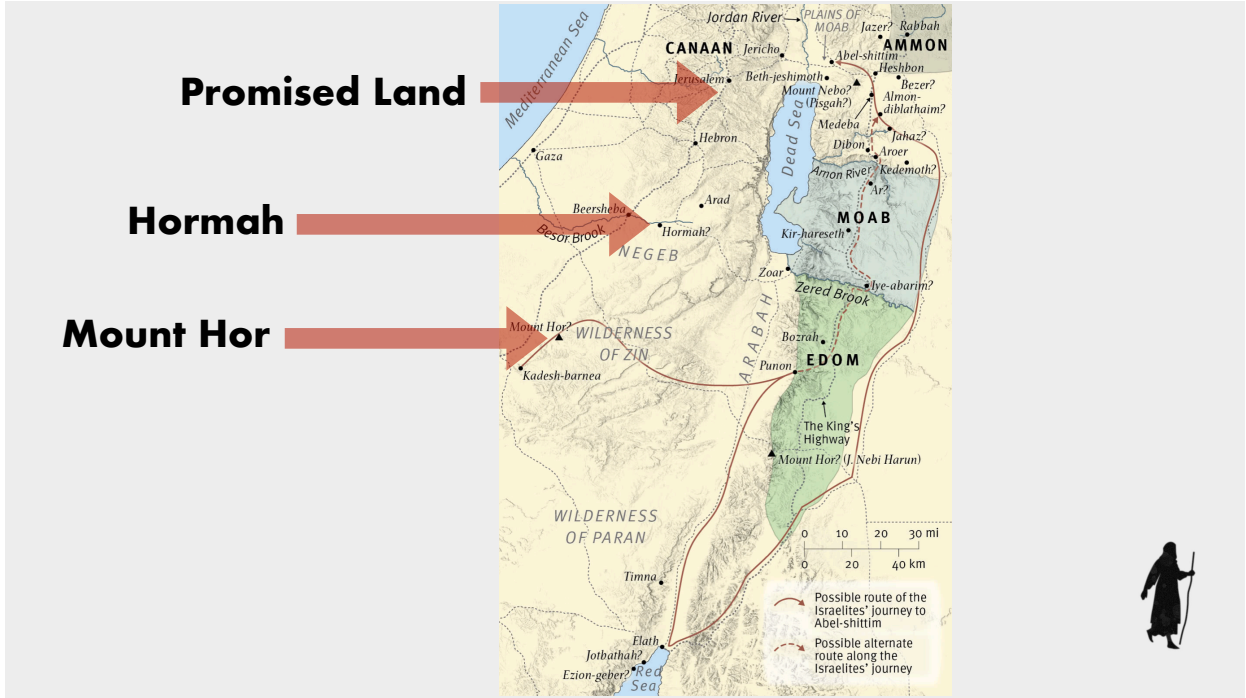 Promised Land
Hormah
Mount Hor
Mediterranean Sea
Jordan River
PLAINS OF
MOAB
Jazer?
Rabbah
CANAAN
Jericho
AMMON
Abel-shittim
Heshbon
Jerusalem
Beth-jeshimoth
Bezer?
Mount Nebo?
(Pisgah?)
Almon-
diblathaim?
Medeba
Jahaz?
Dead Sea
Hebron
Dibon
Aroer
Gaza
Kedemoth?
Arnon River
Ar?
Arad
Beersheba
MOAB
Besor Brook
Hormah?
Kir-hareseth
NEGEB
Zoar
Zered Brook
Iye-abarim?
ARABAH
Mount Hor?
WILDERNESS
OF ZIN
Bozrah
EDOM
Punon
Kadesh-barnea
The King's
Highway
Mount Hor? (J. Nebi Harun)
WILDERNESS
OF PARAN
0 10 20 30 mi
0 20 40 km
Timna
Possible route of the
Israelites' journey to
Abel-shittim
Possible alternate
route along the
Israelites' journey
Elath
Jotbathah?
Ezion-geber?
Red
Sea